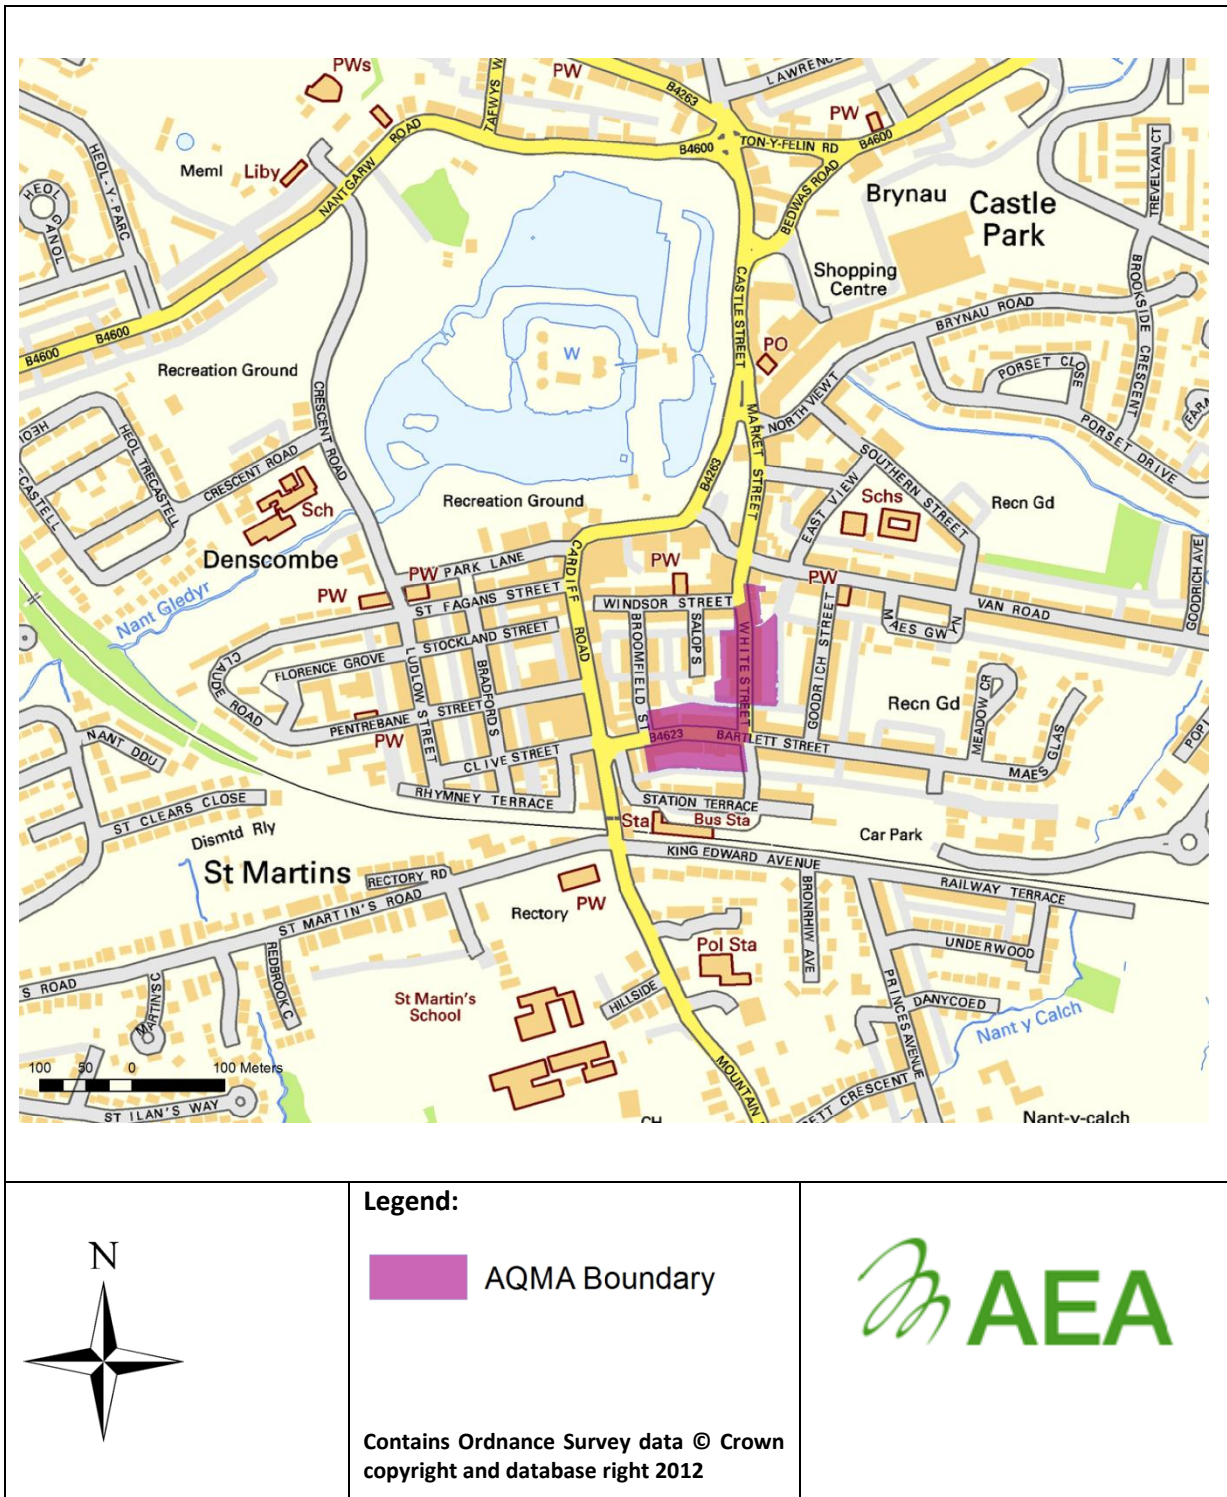 PWs
PW
LAWRENCE
B4263
TAFWYS W
PW
NANTGARW ROAD
B4600
TON-Y-FELIN RD
B4600
TREVELYAN CT
Meml
Liby
HEOL-Y-PARC
HEOL GANOL
BEDWAS ROAD
Brynau
Castle
Park
Shopping
Centre
BROOKSIDE CRESCENT
CASTLE STREET
BRYNAU ROAD
B4600
B4600
W
PO
PORSET CLOSE
Recreation Ground
CRESCENT ROAD
NORTH VIEW T
MARKET STREET
PORSET DRIVE
FARA
HEOL
HEOL TRECASTELL
ECASTELL
CRESCENT ROAD
SOUTHERN STREET
B4263
Sch
Recreation Ground
EAST VIEW
Schs
Recn Gd
Denscombe
CARDIFF ROAD
GOODRICH AVE
Nant Gledyr
PW
PARK LANE
PW
PW
PW
ST FAGANS STREET
WINDSOR STREET
VAN ROAD
MAES GWYN
STOCKLAND STREET
BROOMFIELD ST
SALOP S
WHITE STREET
GOODRICH STREET
CLAUDE ROAD
FLORENCE GROVE
LUDLOW STREET
BRADFORD S
MEADOW CR
Recn Gd
PENTREBANE STREET
PW
B4623
BARTLETT STREET
NANT DDU
CLIVE STREET
MAES GLAS
POPL
RHYMNEY TERRACE
STATION TERRACE
ST CLEARS CLOSE
Sta
Bus Sta
Car Park
Dismtd Rly
KING EDWARD AVENUE
St Martins
RECTORY RD
RAILWAY TERRACE
Rectory
PW
BRONRHIW AVE
ST MARTIN'S ROAD
Pol Sta
UNDERWOOD
REDBROOK C
S ROAD
MARTIN'S C
St Martin's
School
HILLSIDE
PRINCES AVENUE
DANYCOED
Nant y Calch
MOUNTAIN
100 50 0 100 Meters
ETT CRESCENT
ST ILAN'S WAY
CH
Nant-y-calch
N
Legend:
AQMA Boundary
AEA
Contains Ordnance Survey data © Crown
copyright and database right 2012